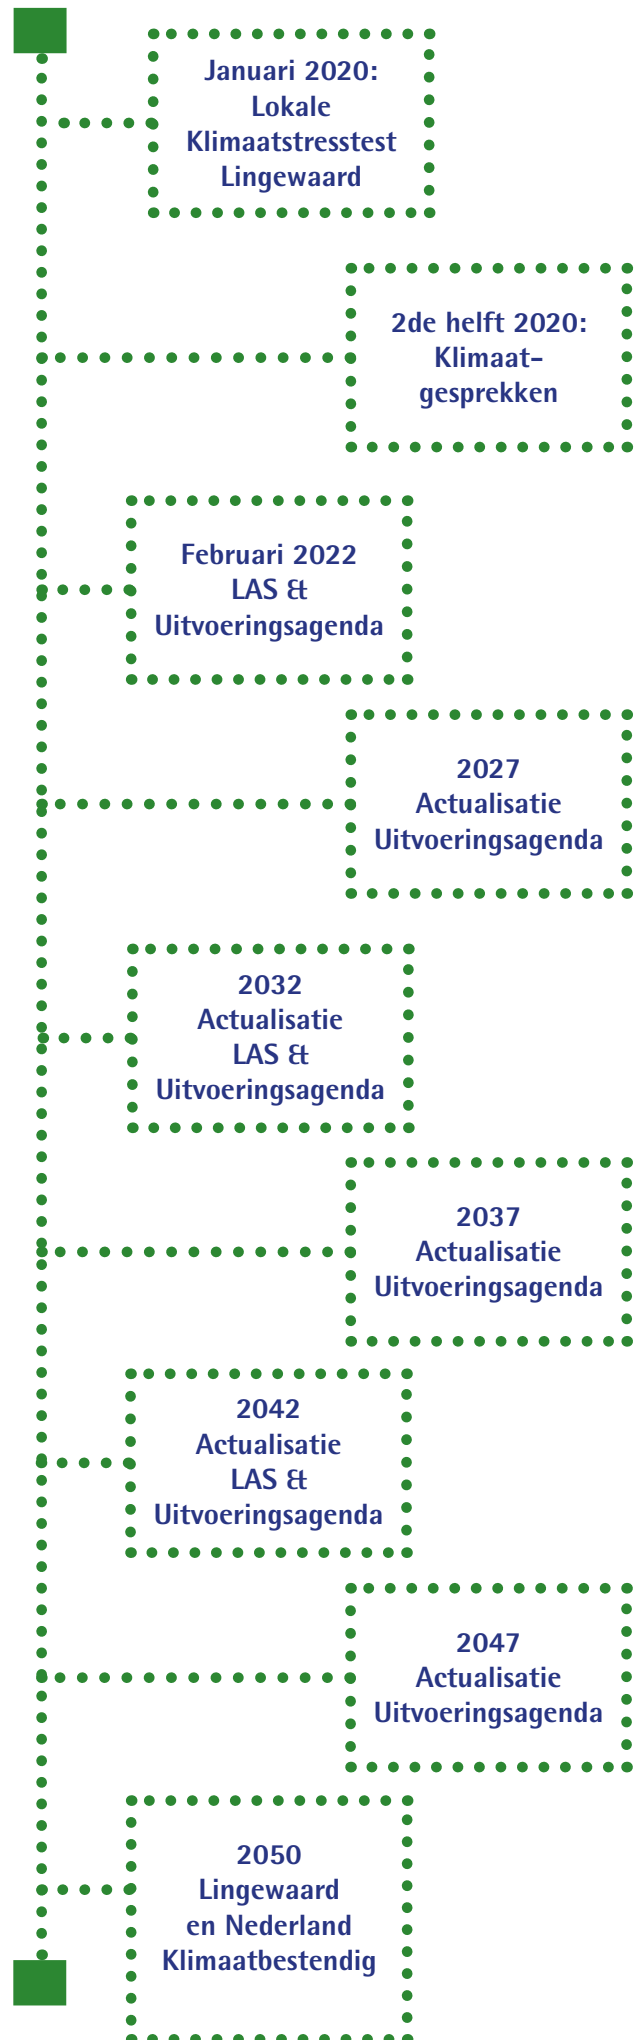 Januari 2020:
Lokale
Klimaatstresstest
Lingewaard
2de helft 2020:
Klimaat-
gesprekken
Februari 2022
LAS &
Uitvoeringsagenda
2027
Actualisatie
Uitvoeringsagenda
2032
Actualisatie
LAS &
Uitvoeringsagenda
2037
Actualisatie
Uitvoeringsagenda
2042
Actualisatie
LAS &
Uitvoeringsagenda
2047
Actualisatie
Uitvoeringsagenda
2050
Lingewaard
en Nederland
Klimaatbestendig